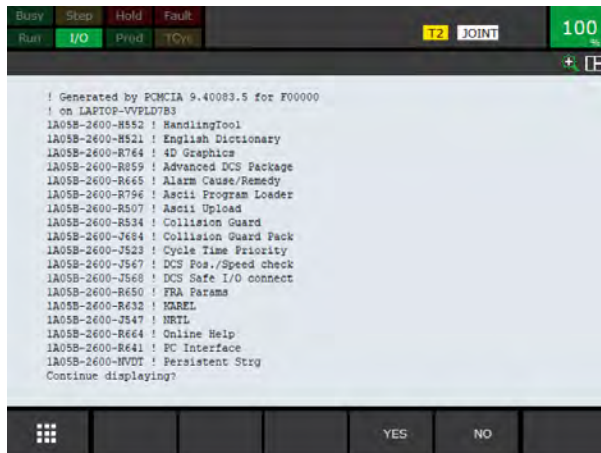 Busy Step Hold Fault
Run I/O Prod TCyc
T2 JOINT
100
%
! Generated by PCMCIA 9.40083.5 for F00000
! on LAPTOP-VVPLD7B3
1A05B-2600-H552 ! HandlingTool
1A05B-2600-H521 ! English Dictionary
1A05B-2600-R764 ! 4D Graphics
1A05B-2600-R859 ! Advanced DCS Package
1A05B-2600-R665 ! Alarm Cause/Remedy
1A05B-2600-R796 ! Ascii Program Loader
1A05B-2600-R507 ! Ascii Upload
1A05B-2600-R534 ! Collision Guard
1A05B-2600-J684 ! Collision Guard Pack
1A05B-2600-J523 ! Cycle Time Priority
1A05B-2600-J567 ! DCS Pos./Speed check
1A05B-2600-J568 ! DCS Safe I/O connect
1A05B-2600-R650 ! FRA Params
1A05B-2600-R632 ! KAREL
1A05B-2600-J547 ! NRTL
1A05B-2600-R664 ! Online Help
1A05B-2600-R641 ! PC Interface
1A05B-2600-NVDT ! Persistent Strg
Continue displaying?
YES NO